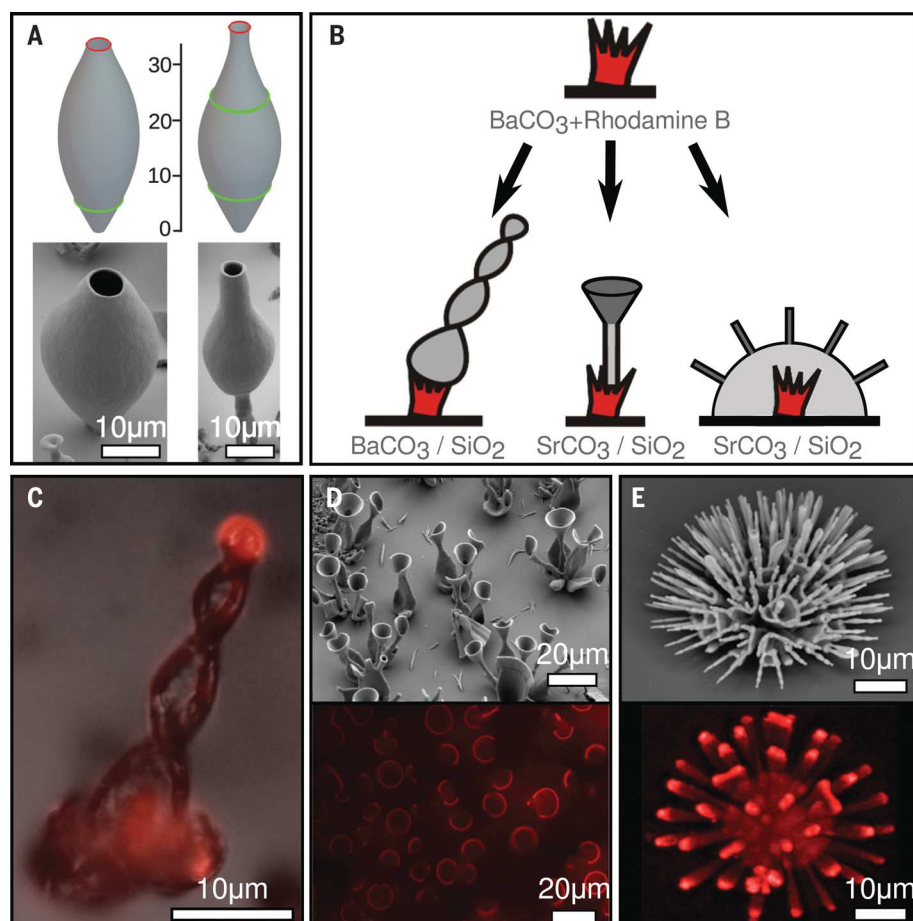 A
30
20
10
0
10µm
10µm
B
BaCO₃+Rhodamine B
BaCO₃ / SiO₂
SrCO₃ / SiO₂
SrCO₃ / SiO₂
C
10µm
D
20µm
20µm
E
10µm
10µm